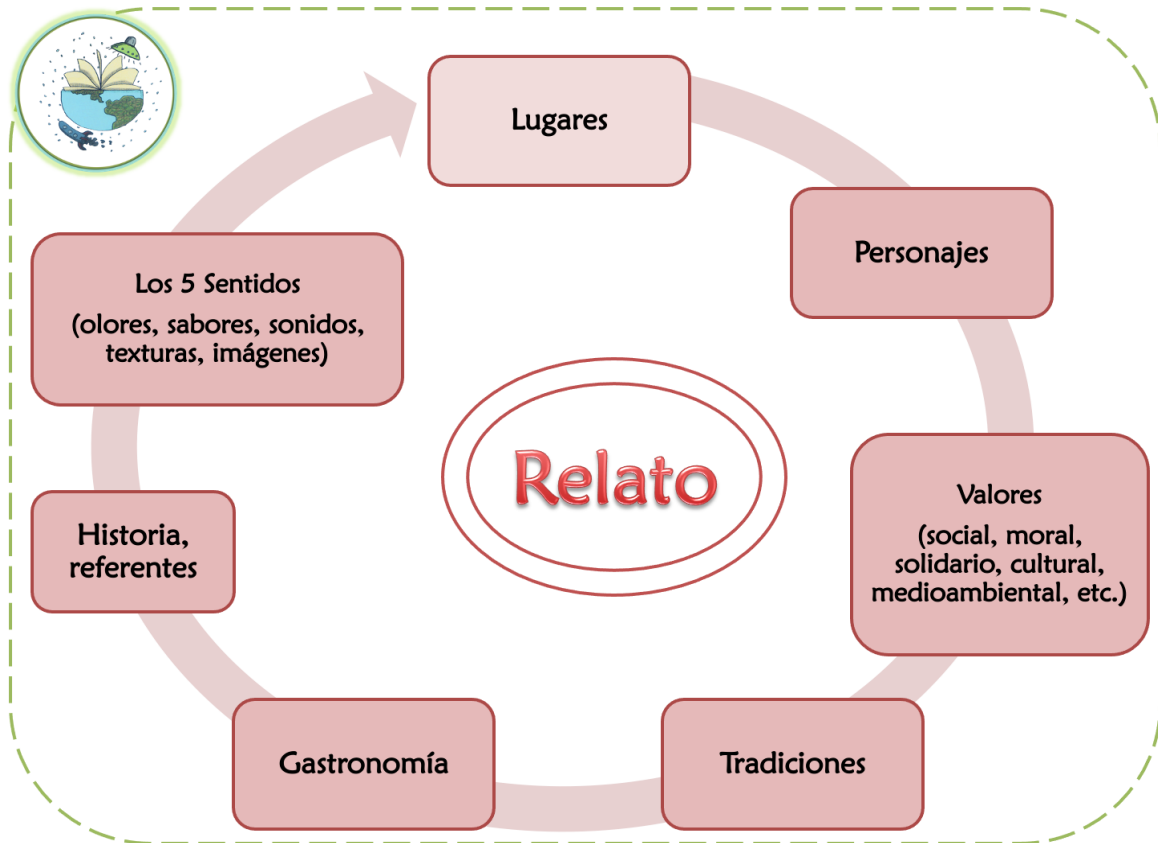 Lugares
Personajes
Valores
(social, moral,
solidario, cultural,
medioambiental, etc.)
Tradiciones
Gastronomía
Historia,
referentes
Los 5 Sentidos
(olores, sabores, sonidos,
texturas, imágenes)
Relato